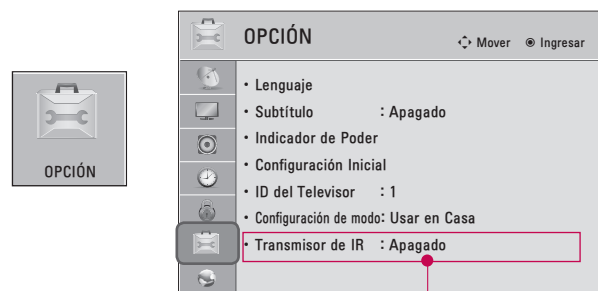 OPCIÓN
OPCIÓN Mover Ingresar
• Lenguaje
• Subtítulo : Apagado
• Indicador de Poder
• Configuración Inicial
• ID del Televisor : 1
• Configuración de modo: Usar en Casa
• Transmisor de IR : Apagado